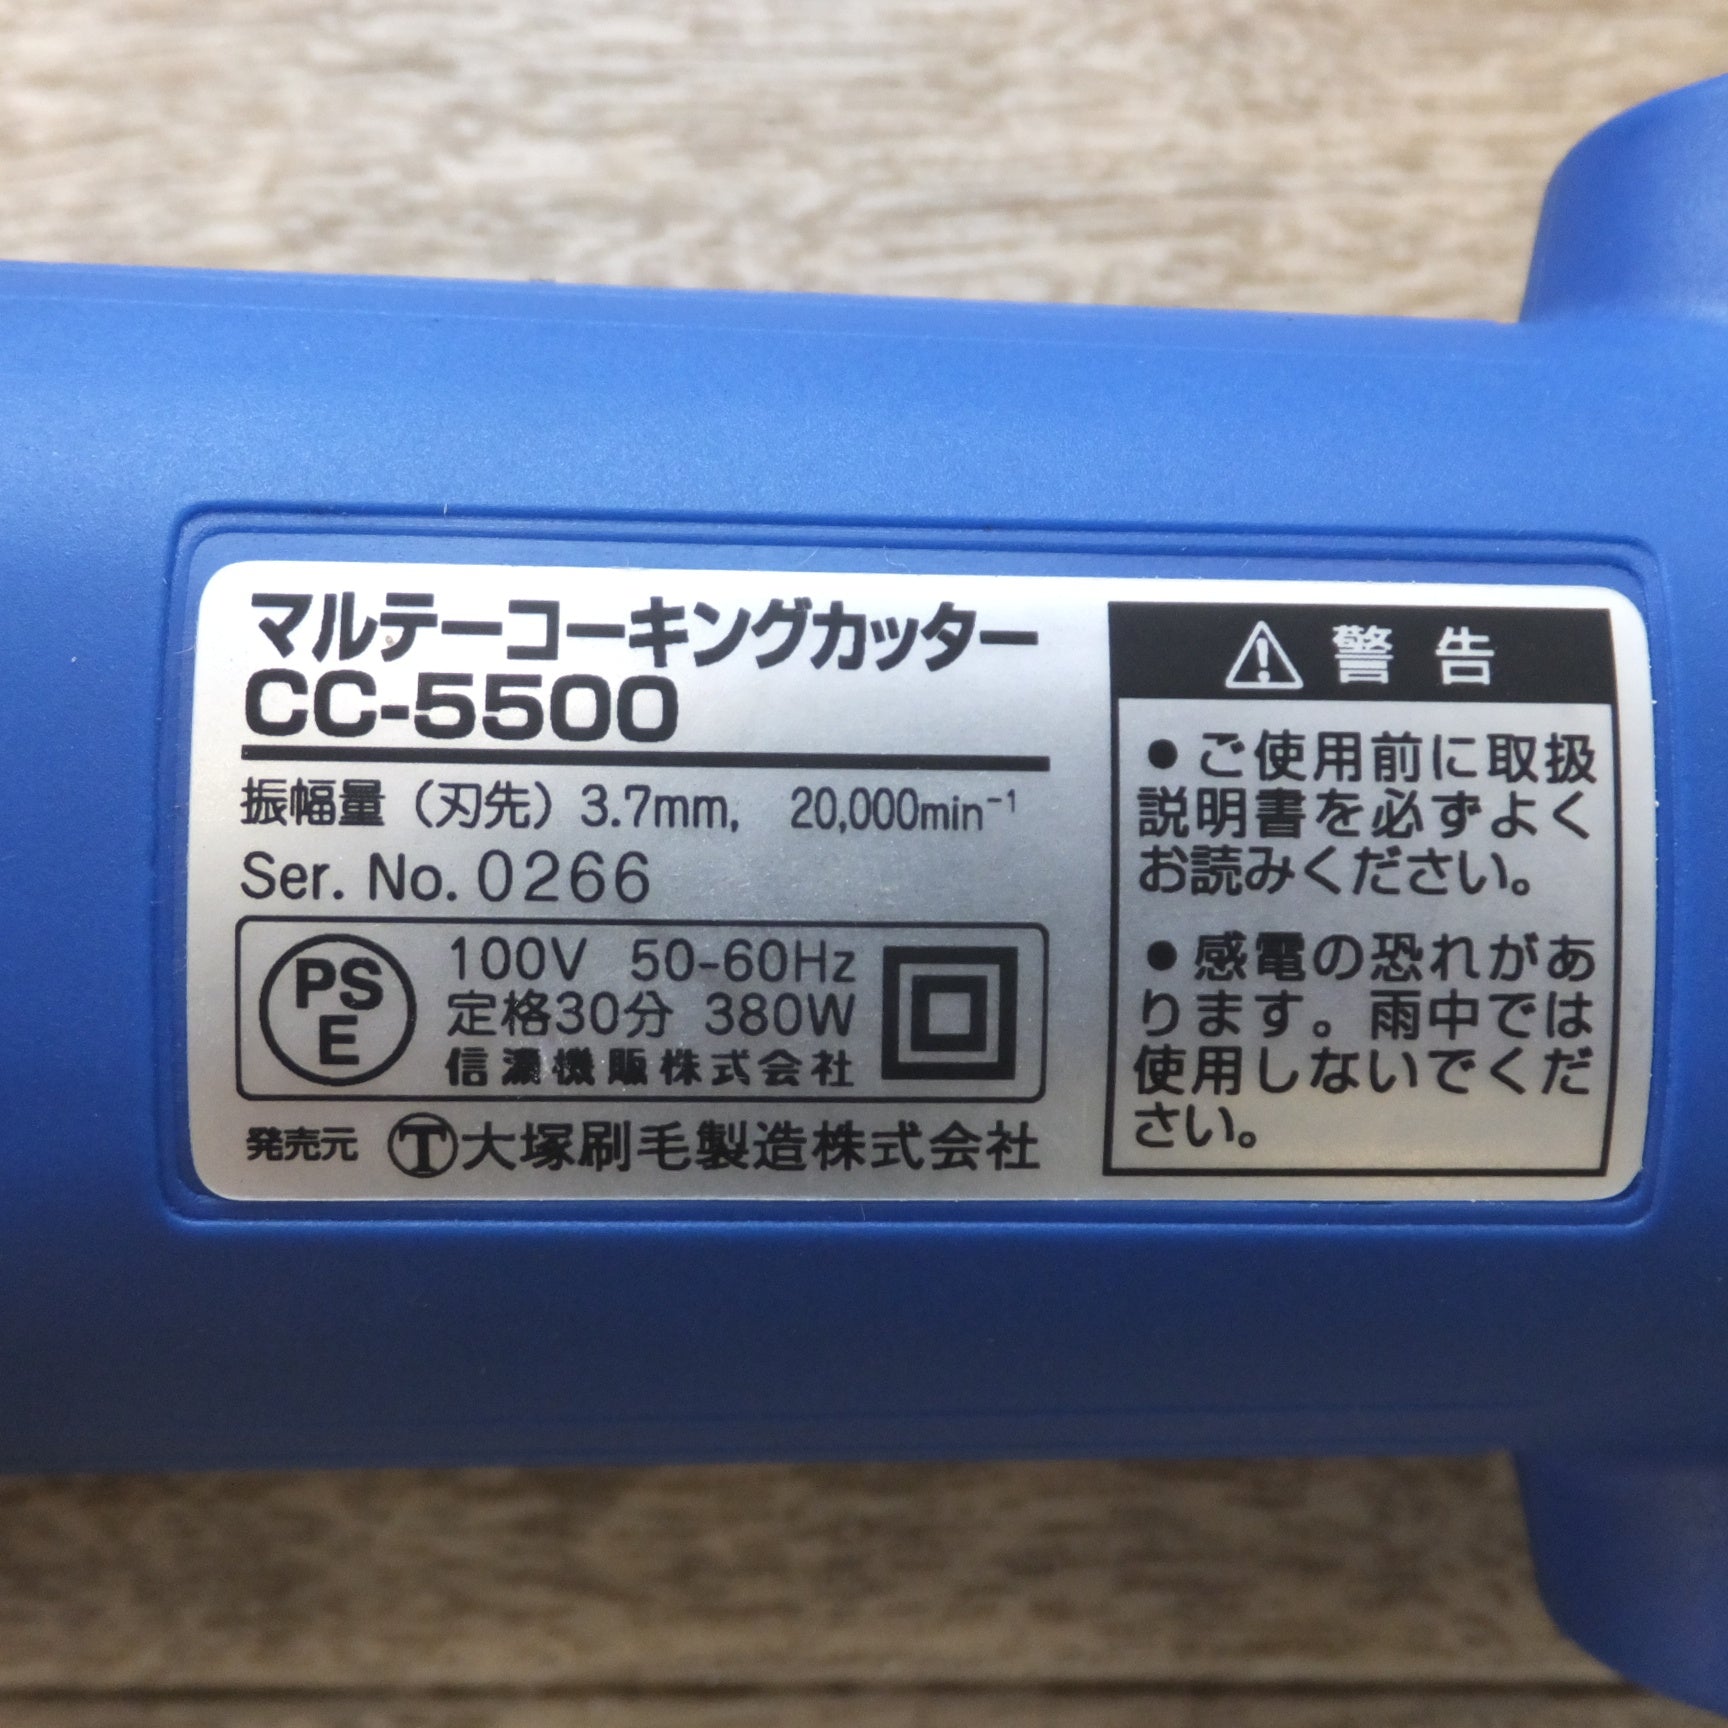 マルテーコーキングカッター
CC-5500
振幅量（刃先）3.7mm, 20,000min⁻¹
Ser. No. 0266
PS
E
100V 50-60Hz
定格30分 380W
信濃機販株式会社
発売元 Ⓣ大塚刷毛製造株式会社
⚠ 警告
●ご使用前に取扱
説明書を必ずよく
お読みください。
●感電の恐れがあ
ります。雨中では
使用しないでくだ
さい。